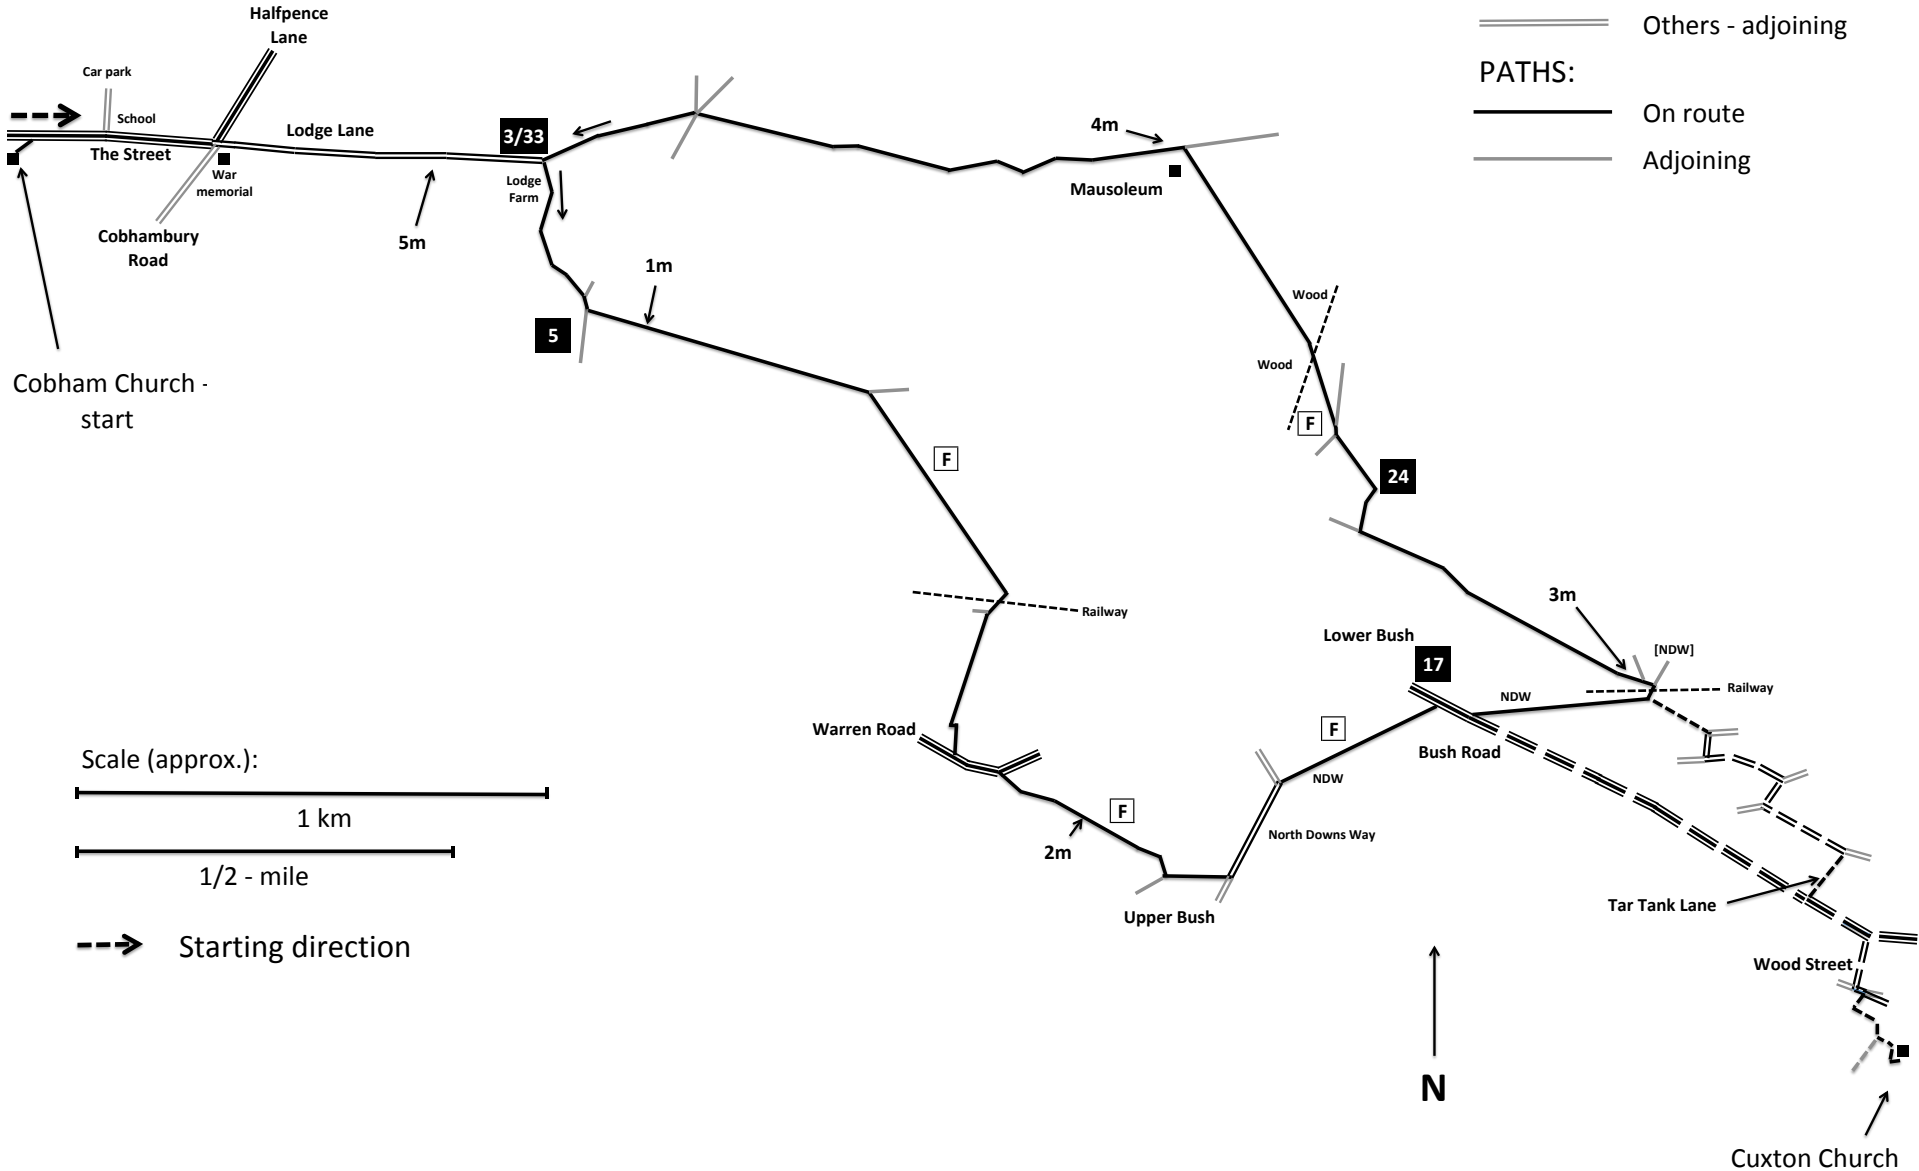 Halfpence
Lane
Others - adjoining
Car park
PATHS:
School
On route
Lodge Lane
3/33
4m
The Street
Adjoining
War
memorial
Lodge
Farm
Mausoleum
Cobhambury
Road
5m
1m
Wood
5
Wood
Cobham Church -
start
F
F
24
3m
Railway
Lower Bush
[NDW]
17
Railway
NDW
Warren Road
F
Bush Road
Scale (approx.):
NDW
1 km
F
North Downs Way
2m
1/2 - mile
Tar Tank Lane
Upper Bush
Starting direction
Wood Street
N
Cuxton Church